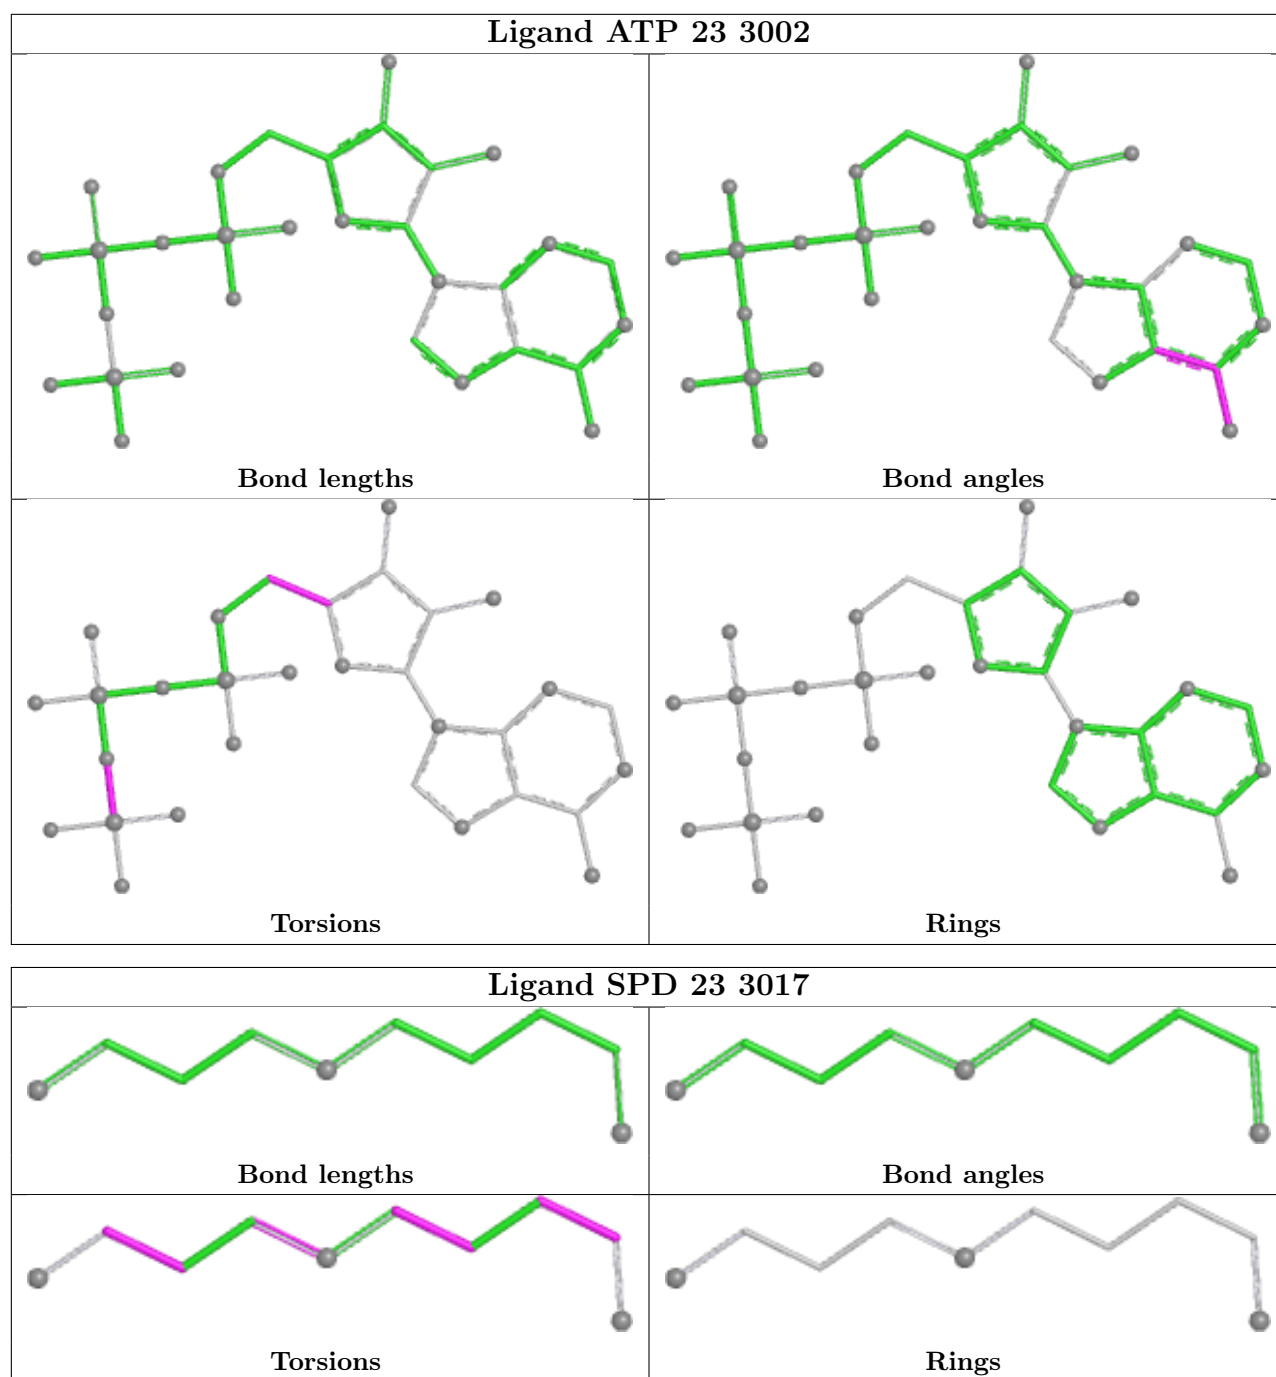 Ligand ATP 23 3002
Bond lengths
Bond angles
Torsions
Rings
Ligand SPD 23 3017
Bond lengths
Bond angles
Torsions
Rings